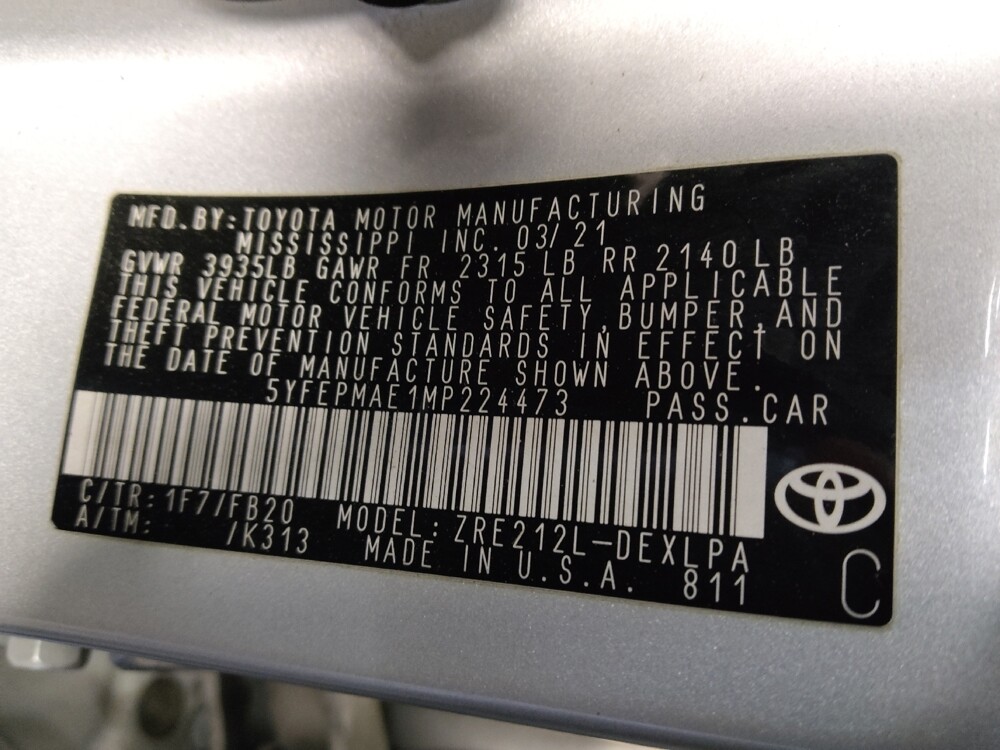 MFD.BY:TOYOTA MOTOR MANUFACTURING
MISSISSIPPI INC. 03/21
GVWR 3935LB GAWR FR 2315 LB RR 2140 LB
THIS VEHICLE CONFORMS TO ALL APPLICABLE
FEDERAL MOTOR VEHICLE SAFETY,BUMPER,AND
THEFT PREVENTION STANDARDS IN EFFECT ON
THE DATE OF MANUFACTURE SHOWN ABOVE.
5YFEPMAE1MP224473 PASS.CAR
C/TR:1F7/FB20 MODEL:ZRE212L-DEXLPA
A/TM: /K313 MADE IN U.S.A. 811
C